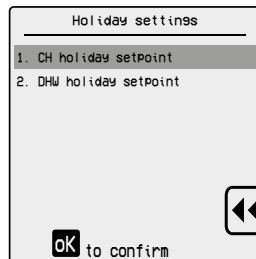 Holiday settings
1. CH holiday setpoint
2. DHW holiday setpoint
OK to confirm